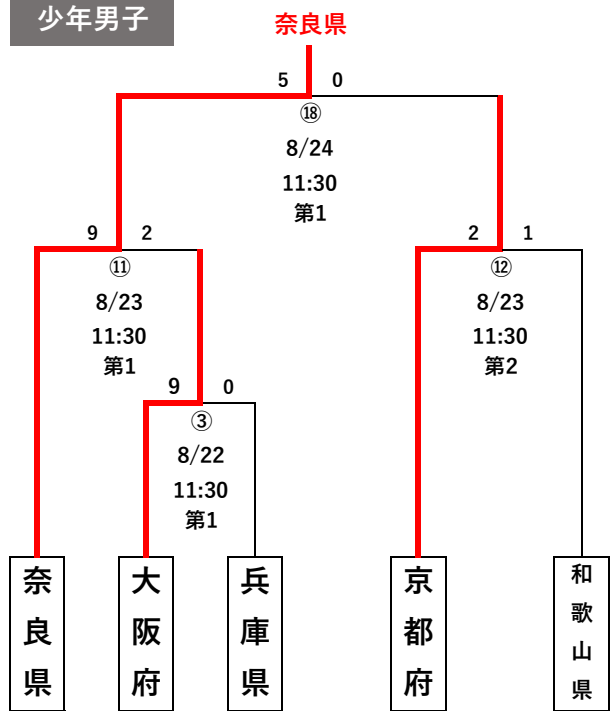 少年男子
奈良県
5 0
⑱
8/24
11:30
第1
9 2
⑪
8/23
11:30
第1
2 1
⑫
8/23
11:30
第2
9 0
③
8/22
11:30
第1
奈良県
大阪府
兵庫県
京都府
和歌山県